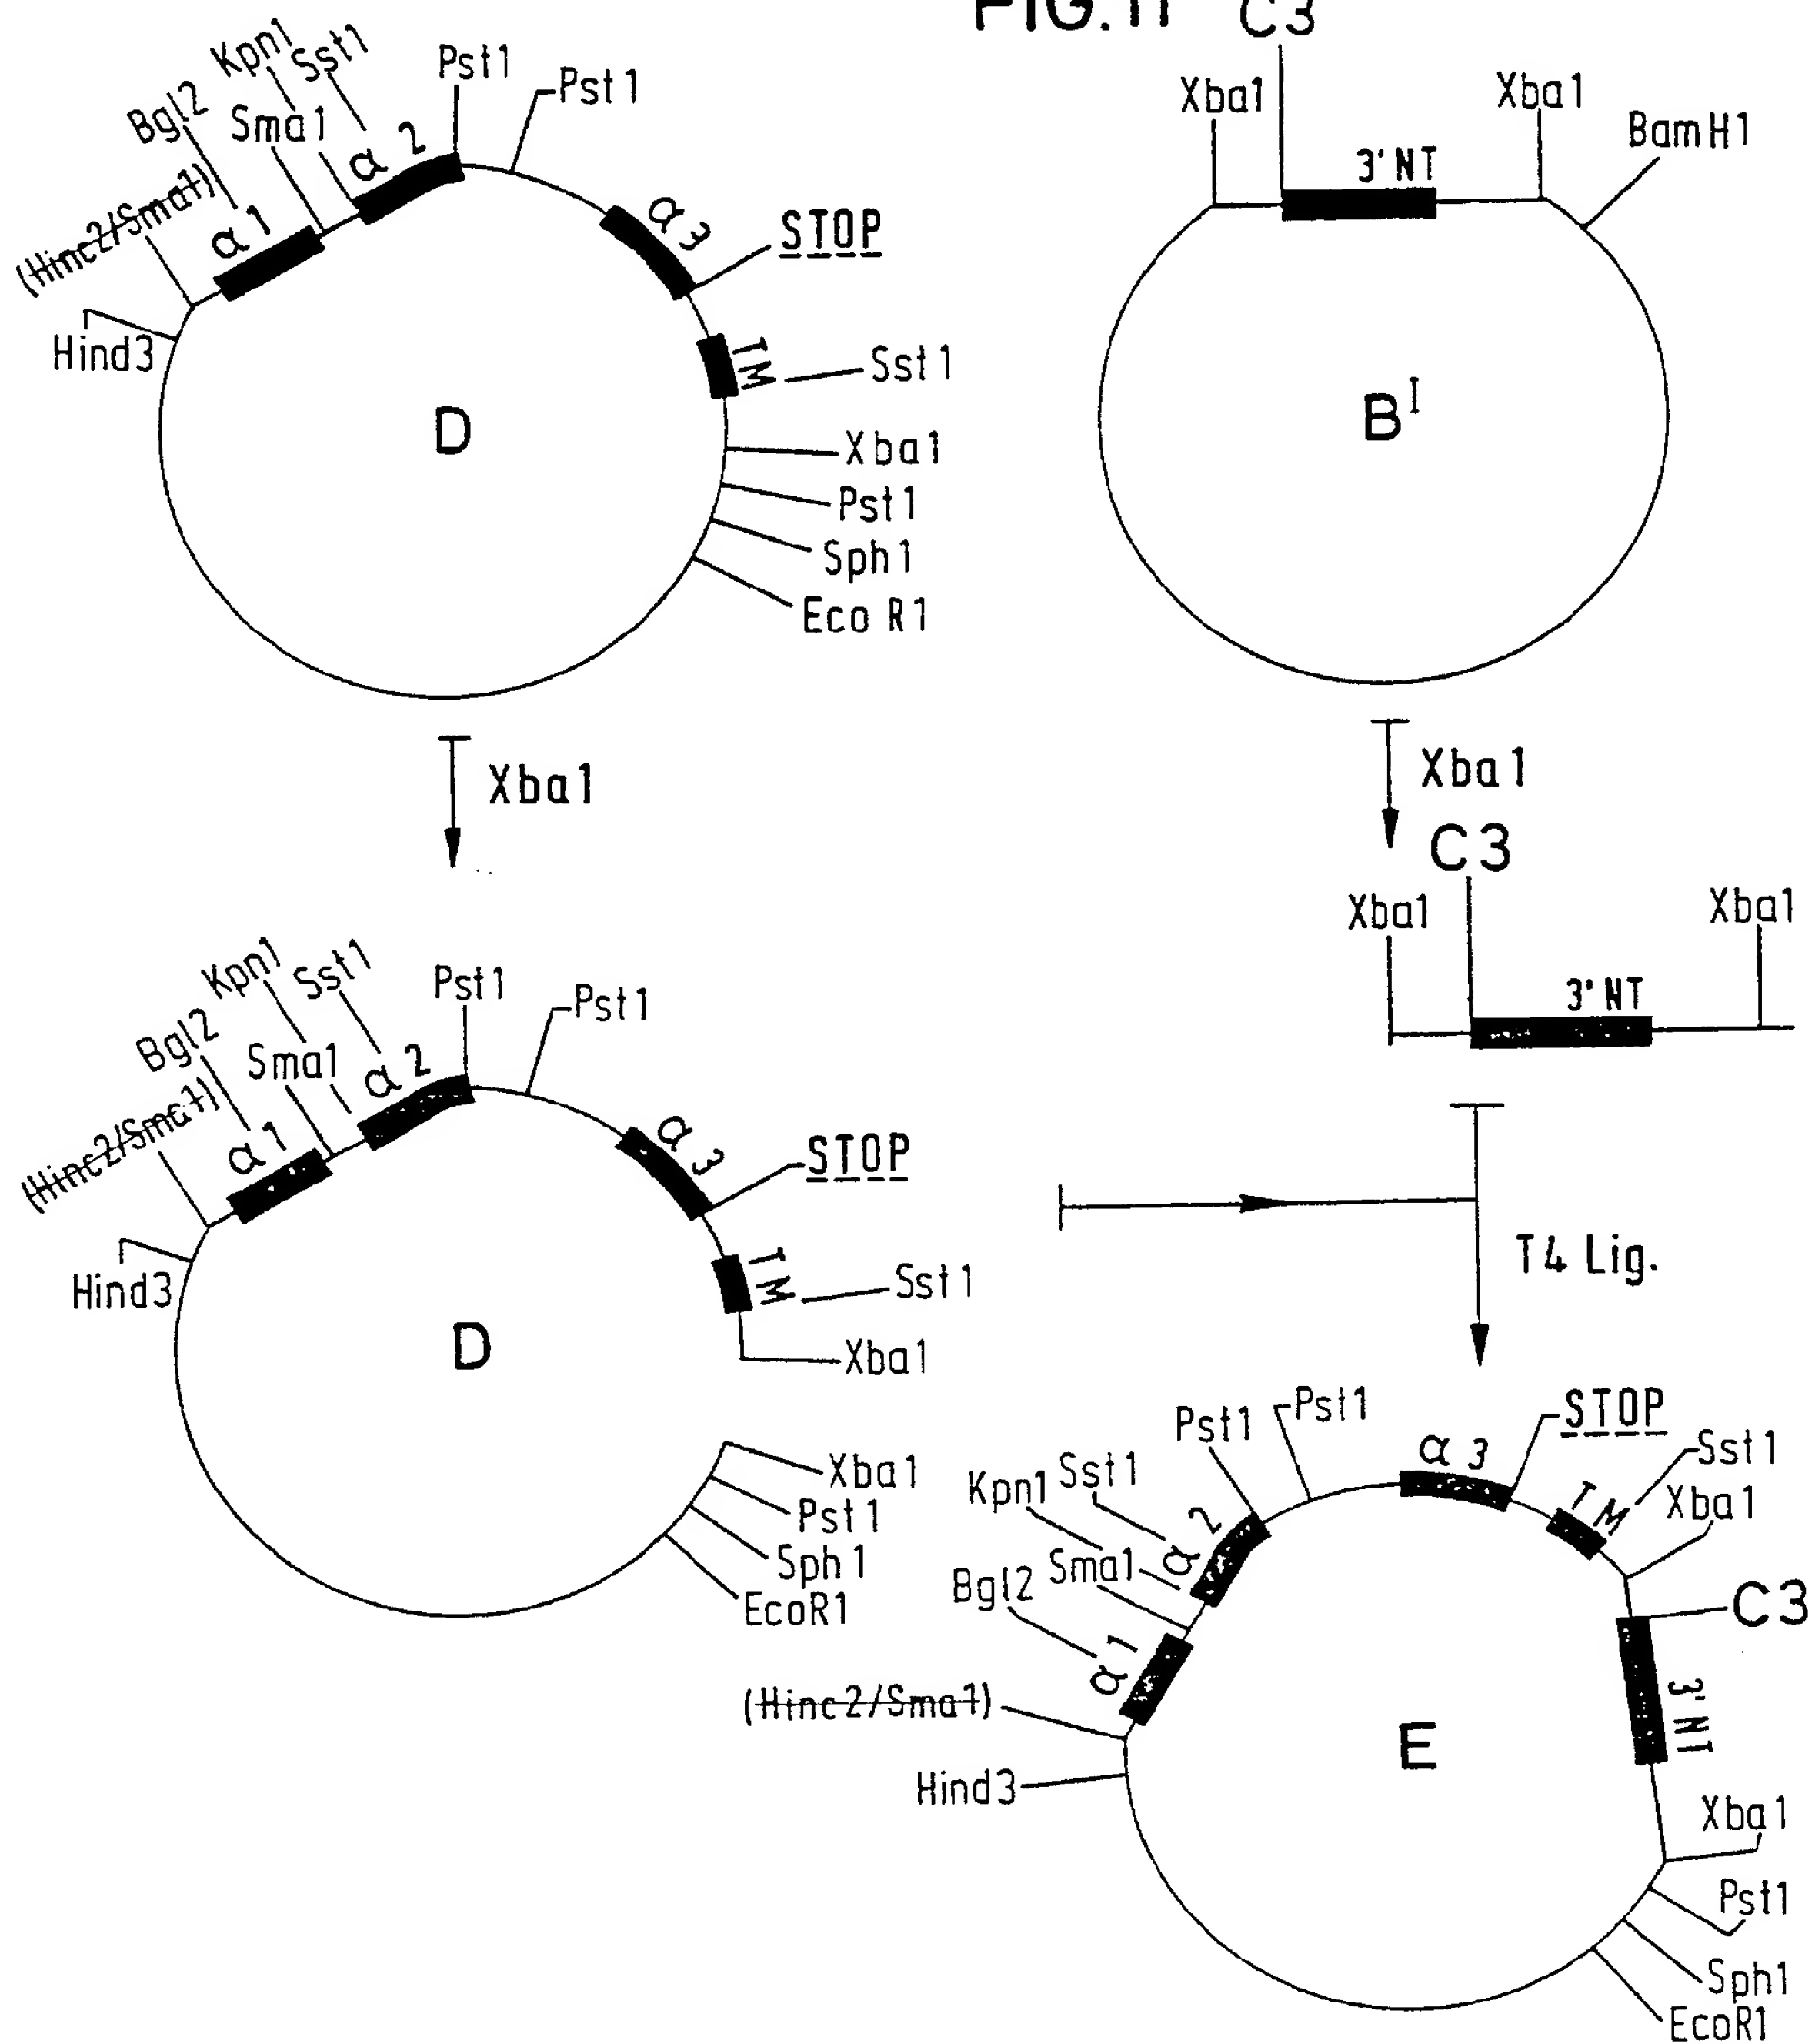 FIG. 11
C3
Kpn1
Sst1
Pst1
Pst1
Bgl2
Sma1
α 2
(Hinc2/Sma1)
α 1
α 3
STOP
Hind3
TM
Sst1
D
Xba1
Pst1
Sph1
Eco R1
Xba1
Xba1
BamH1
3' NT
B^I
Xba1
Xba1
C3
Xba1
Xba1
3' NT
Kpn1
Sst1
Pst1
Pst1
Bgl2
Sma1
α 2
(Hinc2/Sma1)
α 1
α 3
STOP
Hind3
TM
Sst1
D
Xba1
Xba1
Pst1
Sph1
EcoR1
T4 Lig.
Pst1
Pst1
α 3
STOP
Sst1
Kpn1
Sst1
TM
Xba1
α 2
Sma1
Bgl2
C3
α 1
(Hinc2/Sma1)
3' NT
E
Hind3
Xba1
Pst1
Sph1
EcoR1